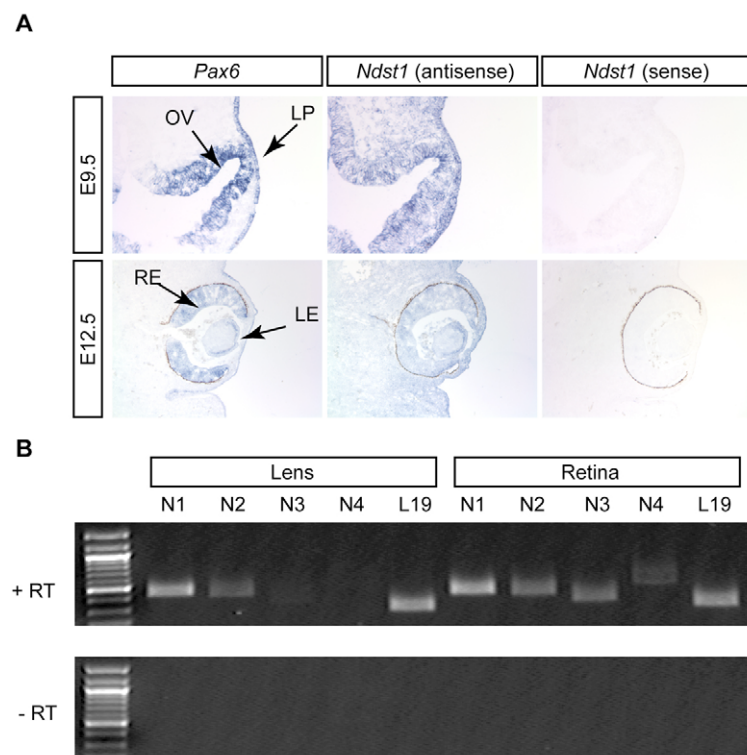 A
Pax6 Ndst1 (antisense) Ndst1 (sense)
E9.5
OV LP
E12.5
RE LE
B
Lens Retina
N1 N2 N3 N4 L19 N1 N2 N3 N4 L19
+ RT
- RT